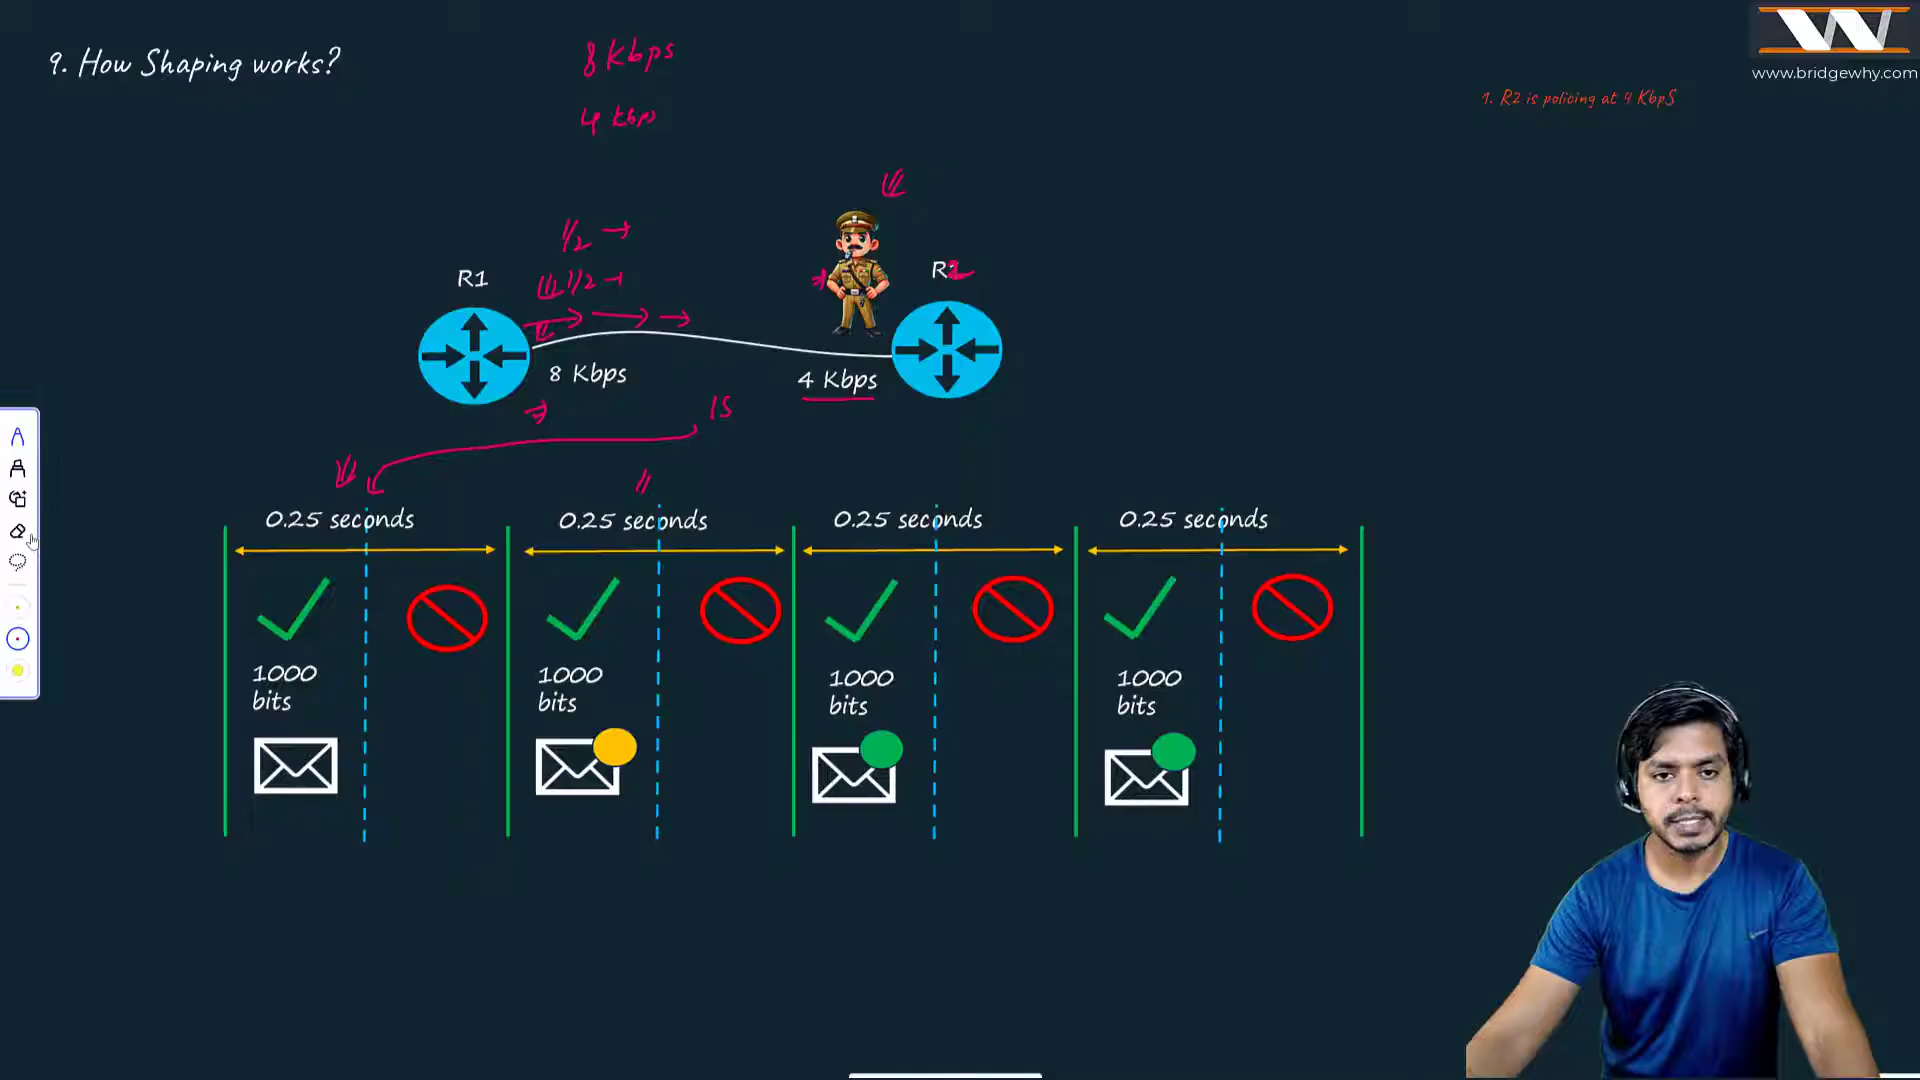 9. How Shaping works?
8 Kbps
4 kbps
www.bridgewhy.com
1. R2 is policing at 4 KbpS
1/2 →
1/2 →
R1
R2
8 Kbps
4 Kbps
1S
0.25 seconds
0.25 seconds
0.25 seconds
0.25 seconds
1000
bits
1000
bits
1000
bits
1000
bits